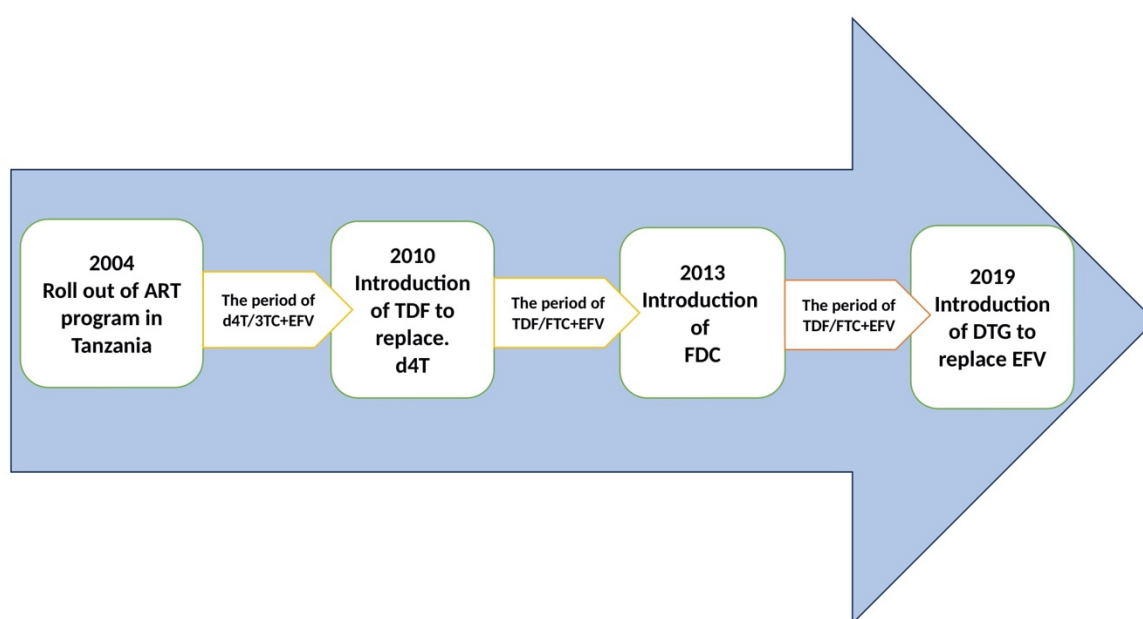 2004
Roll out of ART
program in
Tanzania
The period of
d4T/3TC+EFV
2010
Introduction
of TDF to
replace.
d4T
The period of
TDF/FTC+EFV
2013
Introduction
of
FDC
The period of
TDF/FTC+EFV
2019
Introduction
of DTG to
replace EFV